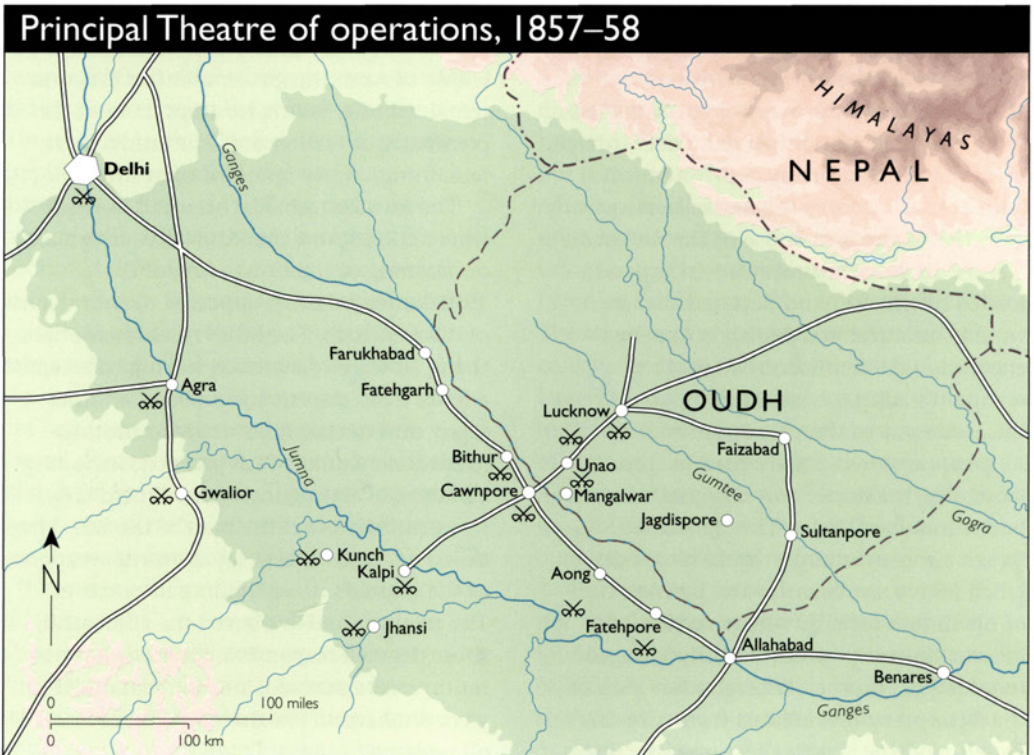 Principal Theatre of operations, 1857–58
HIMALAYAS
NEPAL
Delhi
Ganges
Farukhabad
Fatehgarh
Agra
Lucknow
OUDH
Faizabad
Bithur
Unao
Cawnpore
Mangalwar
Gumtee
Jumna
Gwalior
Jagdispore
Gogra
Sultanpore
N
Kunch
Kalpi
Aong
Jhansi
Fatehpore
Allahabad
Benares
Ganges
0 100 miles
0 100 km